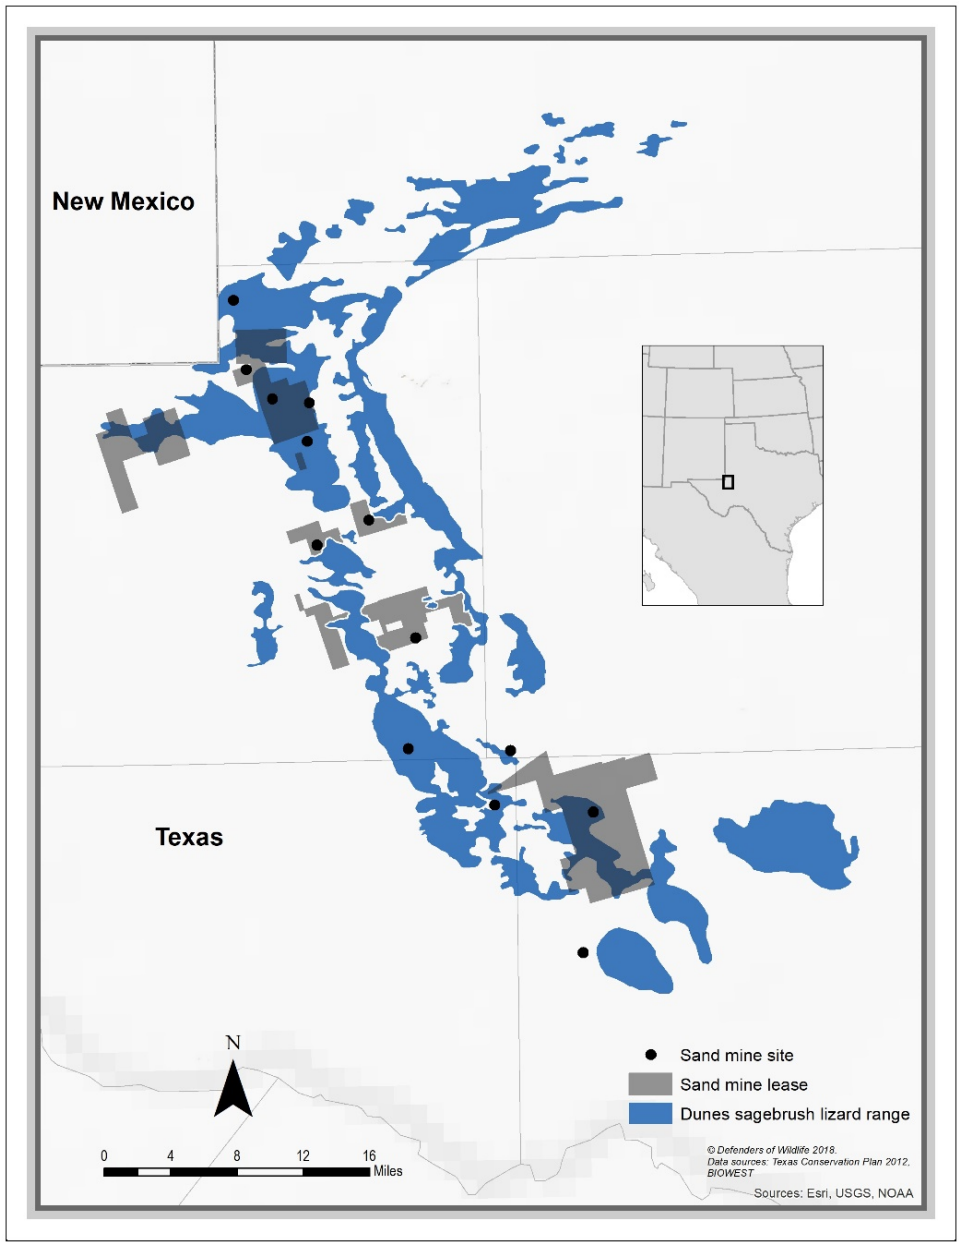 New Mexico
Texas
N
0 4 8 12 16
Miles
Sand mine site
Sand mine lease
Dunes sagebrush lizard range
© Defenders of Wildlife 2018.
Data sources: Texas Conservation Plan 2012,
BIOWEST
Sources: Esri, USGS, NOAA